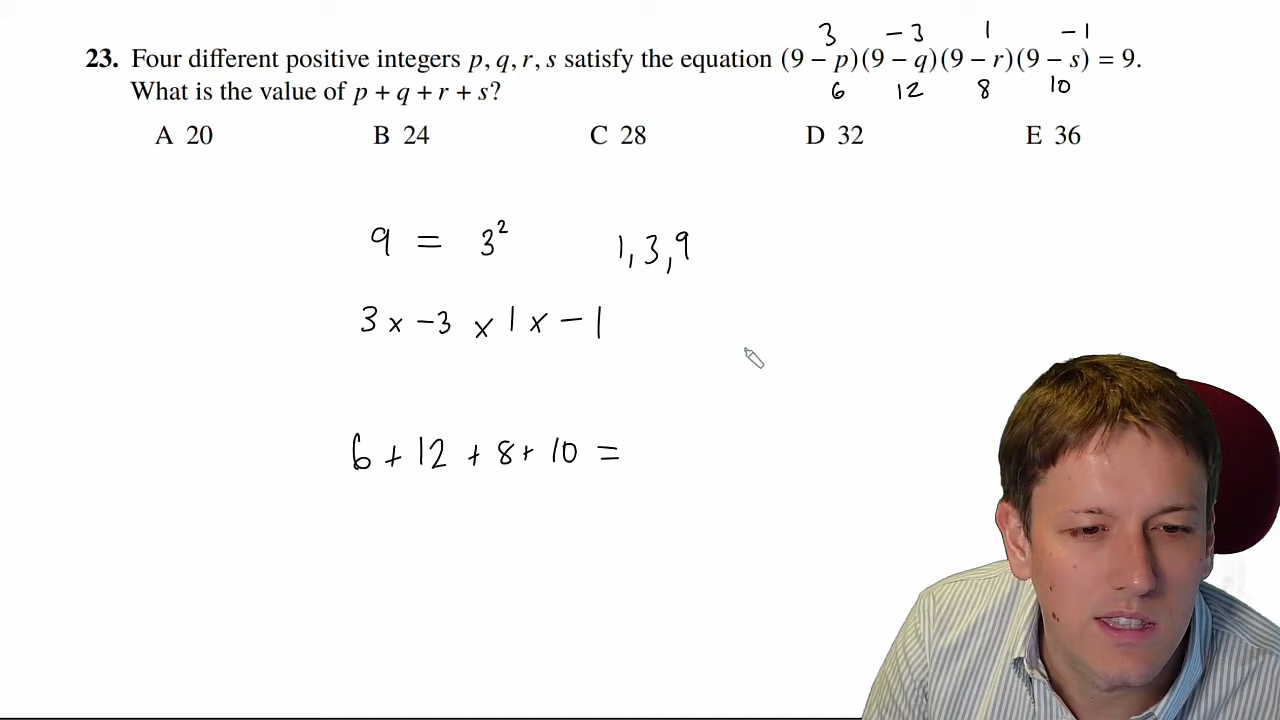 3 −3 1 −1
23. Four different positive integers p, q, r, s satisfy the equation (9 − p)(9 − q)(9 − r)(9 − s) = 9.
6 12 8 10
What is the value of p + q + r + s?
A 20 B 24 C 28 D 32 E 36
9 = 3² 1, 3, 9
3 × −3 × 1 × −1
6 + 12 + 8 + 10 =